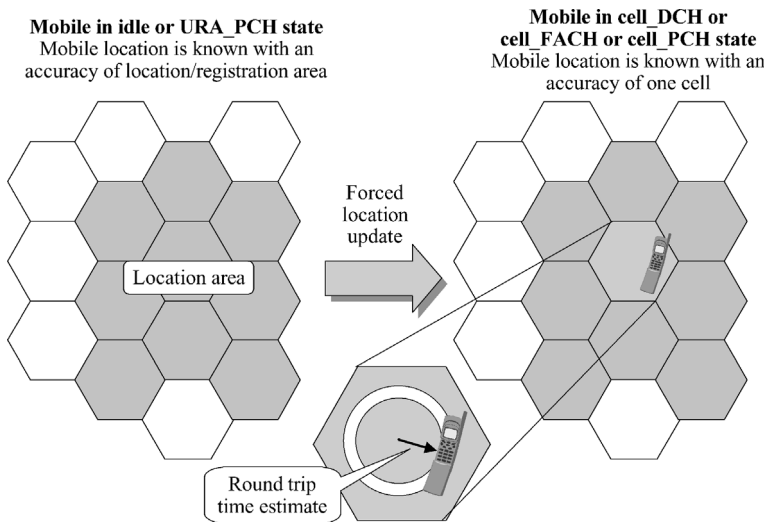 Mobile in idle or URA_PCH state
Mobile location is known with an
accuracy of location/registration area
Mobile in cell_DCH or
cell_FACH or cell_PCH state
Mobile location is known with an
accuracy of one cell
Forced
location
update
Location area
Round trip
time estimate